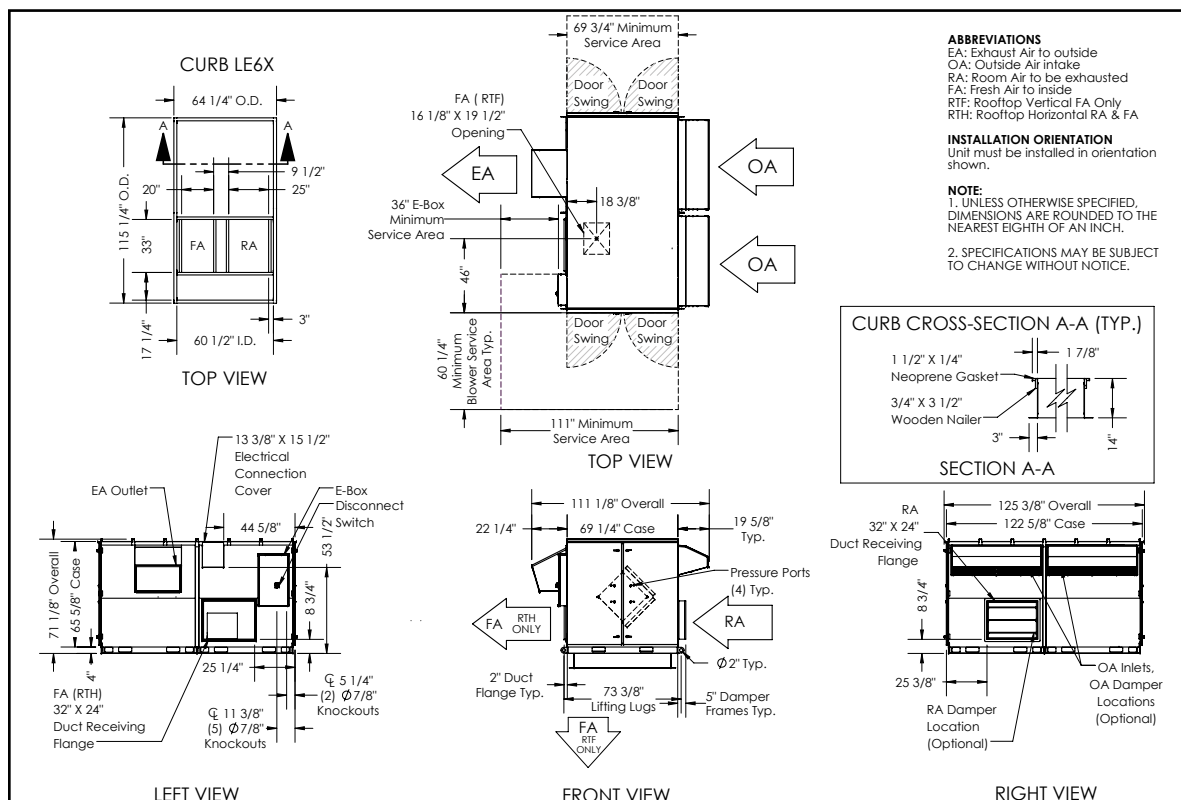 CURB LE6X
64 1/4" O.D.
A
A
9 1/2"
20"
25"
115 1/4" O.D.
33"
FA
RA
17 1/4"
3"
60 1/2" I.D.
TOP VIEW
69 3/4" Minimum
Service Area
Door
Swing
Door
Swing
FA ( RTF)
16 1/8" X 19 1/2"
Opening
EA
OA
36" E-Box
Minimum
Service Area
18 3/8"
46"
OA
Door
Swing
Door
Swing
60 1/4"
Minimum
Blower Service
Area Typ.
111" Minimum
Service Area
TOP VIEW
ABBREVIATIONS
EA: Exhaust Air to outside
OA: Outside Air intake
RA: Room Air to be exhausted
FA: Fresh Air to inside
RTF: Rooftop Vertical FA Only
RTH: Rooftop Horizontal RA & FA
INSTALLATION ORIENTATION
Unit must be installed in orientation
shown.
NOTE:
1. UNLESS OTHERWISE SPECIFIED,
DIMENSIONS ARE ROUNDED TO THE
NEAREST EIGHTH OF AN INCH.
2. SPECIFICATIONS MAY BE SUBJECT
TO CHANGE WITHOUT NOTICE.
CURB CROSS-SECTION A-A (TYP.)
1 1/2" X 1/4"
Neoprene Gasket
1 7/8"
3/4" X 3 1/2"
Wooden Nailer
3"
14"
SECTION A-A
13 3/8" X 15 1/2"
Electrical
Connection
Cover
EA Outlet
E-Box
Disconnect
Switch
44 5/8"
53 1/2"
71 1/8" Overall
65 5/8" Case
8 3/4"
4"
25 1/4"
FA (RTH)
32" X 24"
Duct Receiving
Flange
℄ 5 1/4"
(2) Φ7/8"
Knockouts
℄ 11 3/8"
(5) Φ7/8"
Knockouts
LEFT VIEW
111 1/8" Overall
22 1/4"
69 1/4" Case
19 5/8"
Typ.
Pressure Ports
(4) Typ.
FA
RTH
ONLY
RA
Φ2" Typ.
2" Duct
Flange Typ.
73 3/8"
Lifting Lugs
5" Damper
Frames Typ.
FA
RTF
ONLY
FRONT VIEW
125 3/8" Overall
122 5/8" Case
RA
32" X 24"
Duct Receiving
Flange
8 3/4"
25 3/8"
OA Inlets,
OA Damper
Locations
(Optional)
RA Damper
Location
(Optional)
RIGHT VIEW